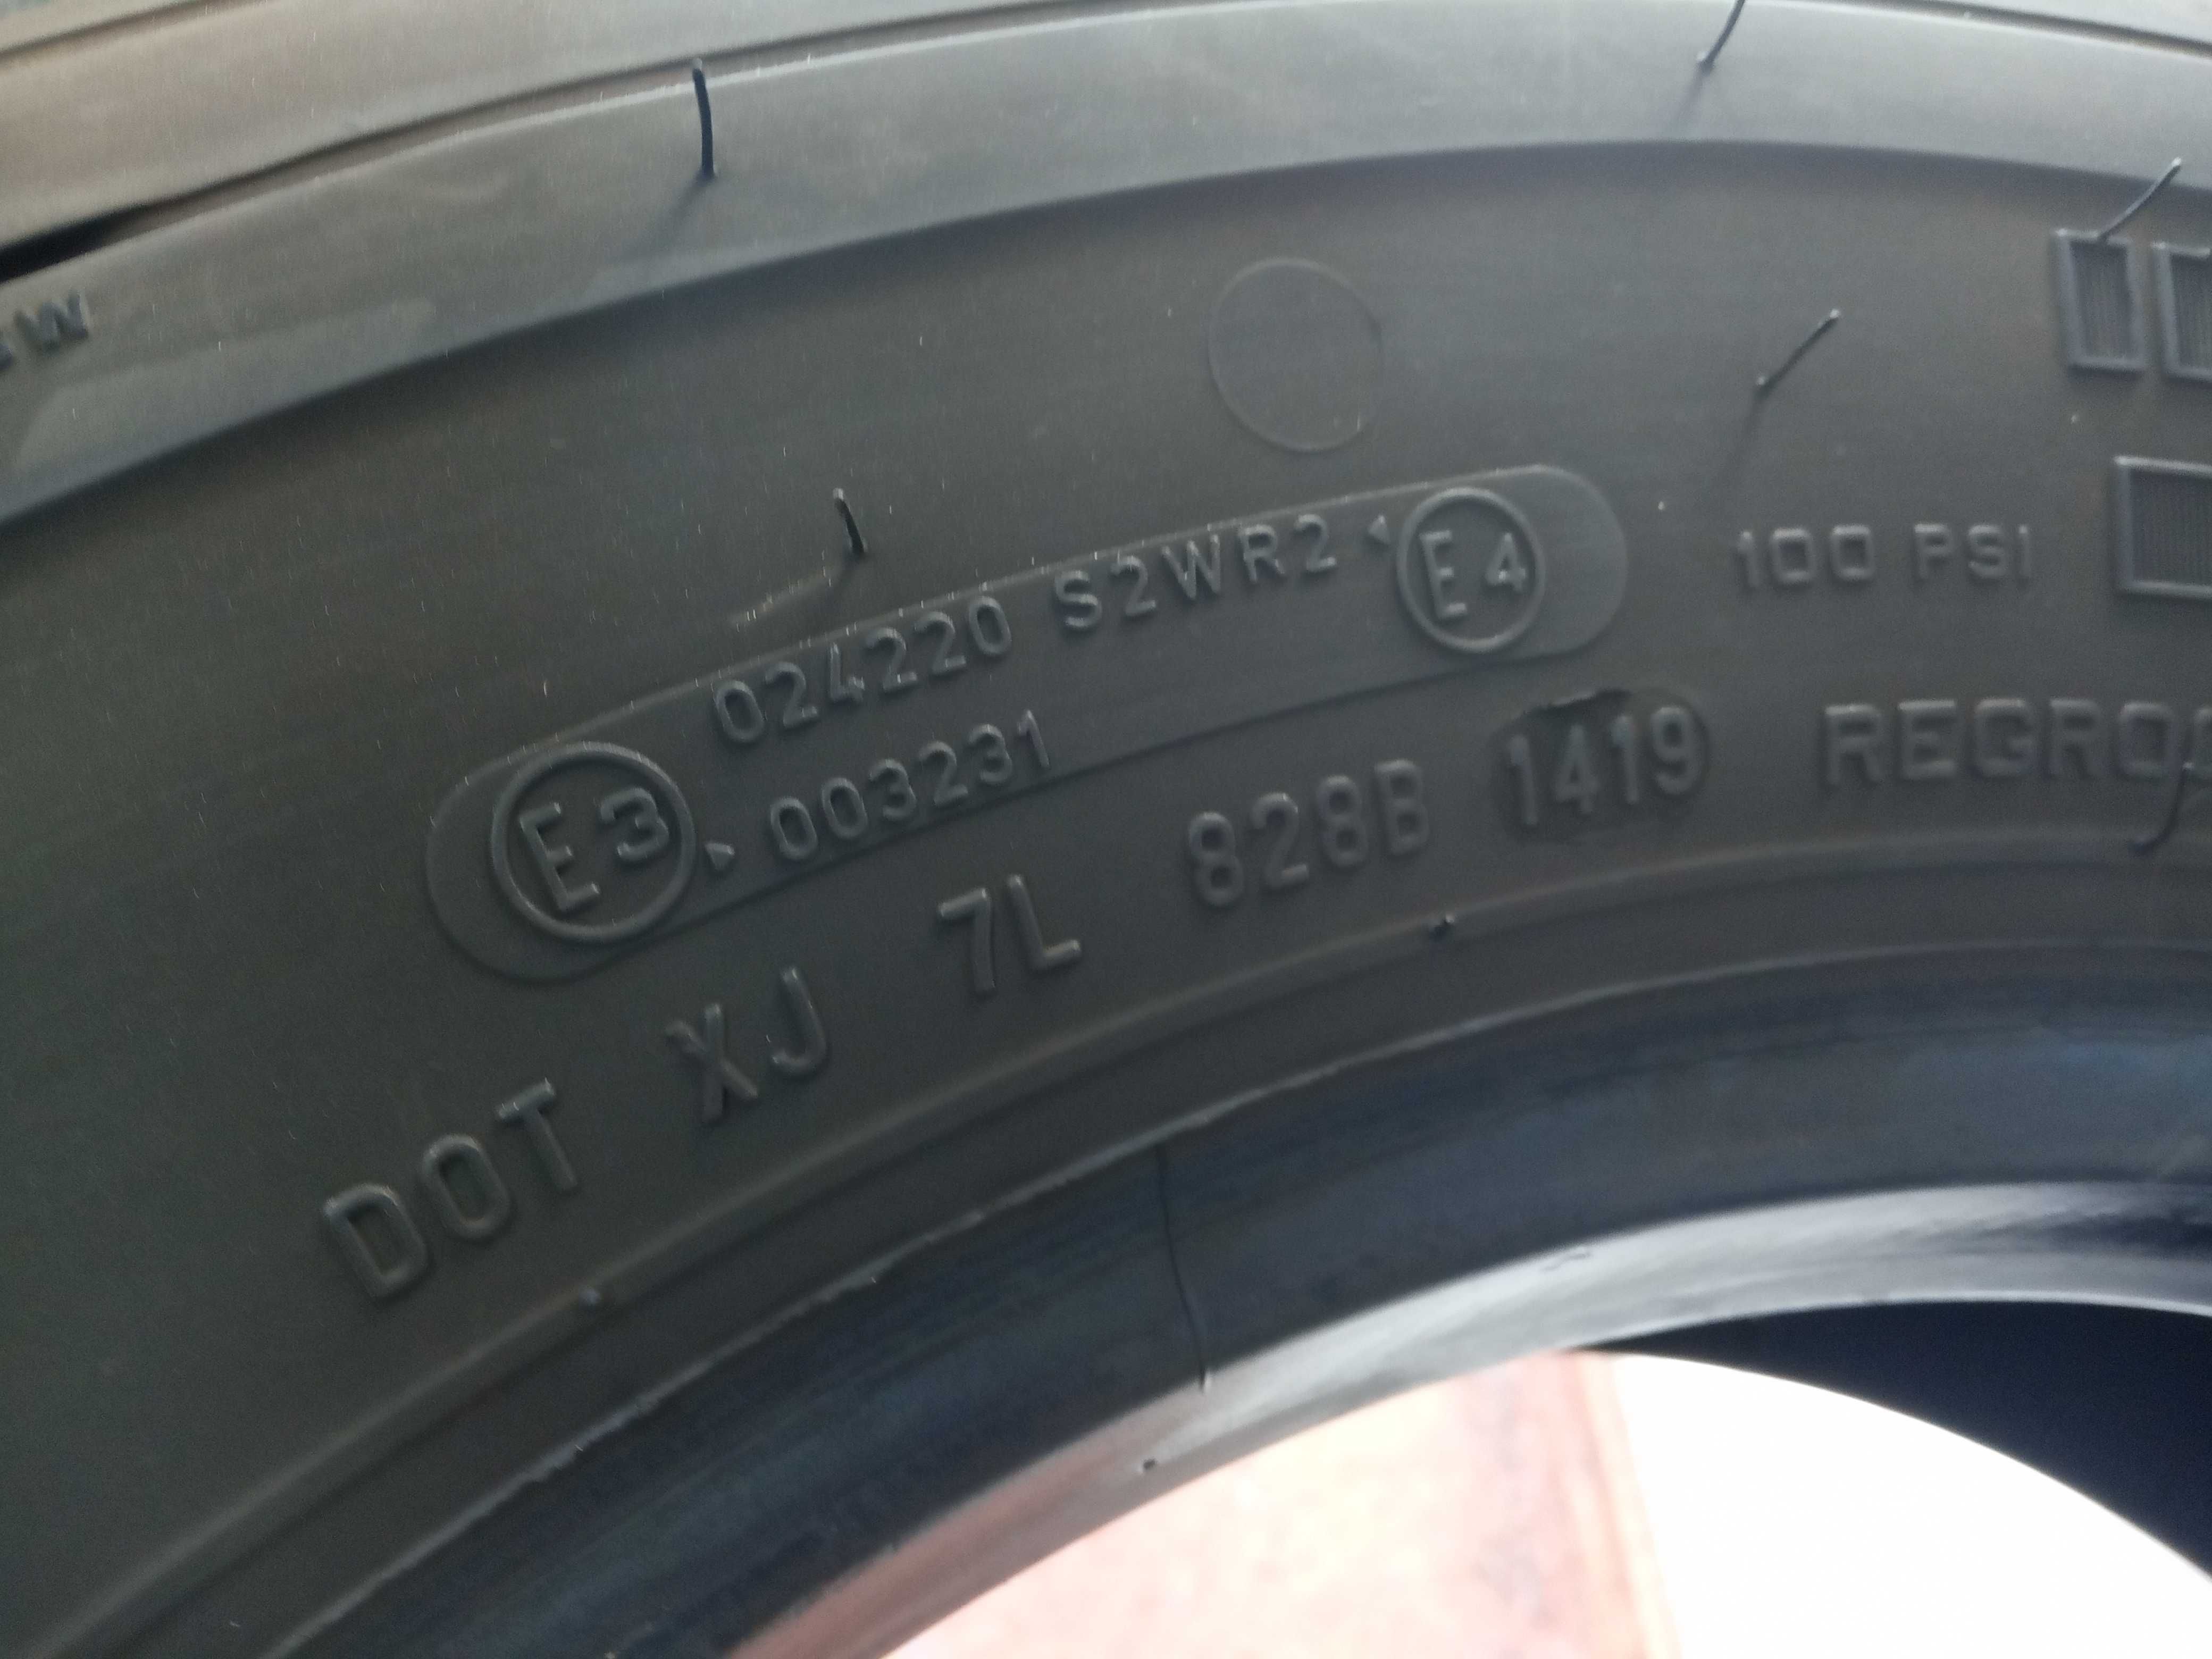 024220 S2WR2 E4
E3 003231
100 PSI
DOT XJ 7L 828B 1419